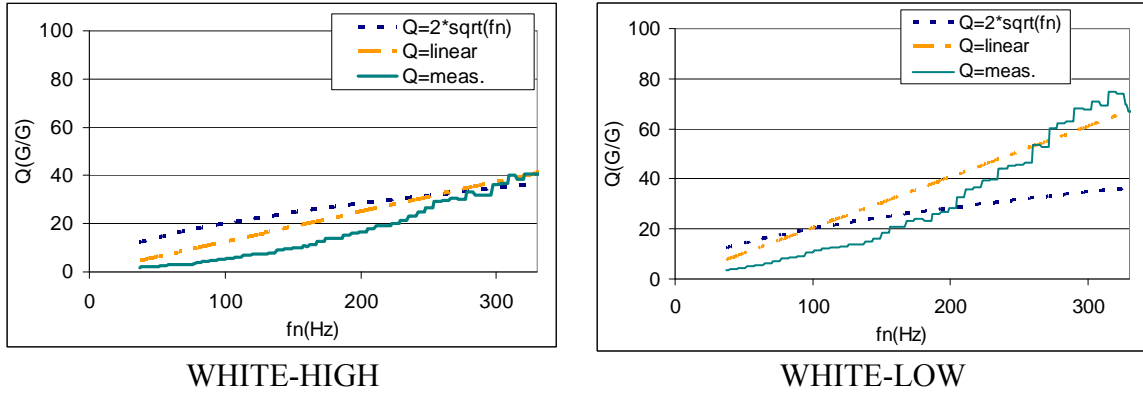 100
80
60
40
20
0
Q(G/G)
Q=2*sqrt(fn)
Q=linear
Q=meas.
0 100 200 300
fn(Hz)
WHITE-HIGH
100
80
60
40
20
0
Q(G/G)
Q=2*sqrt(fn)
Q=linear
Q=meas.
0 100 200 300
fn(Hz)
WHITE-LOW